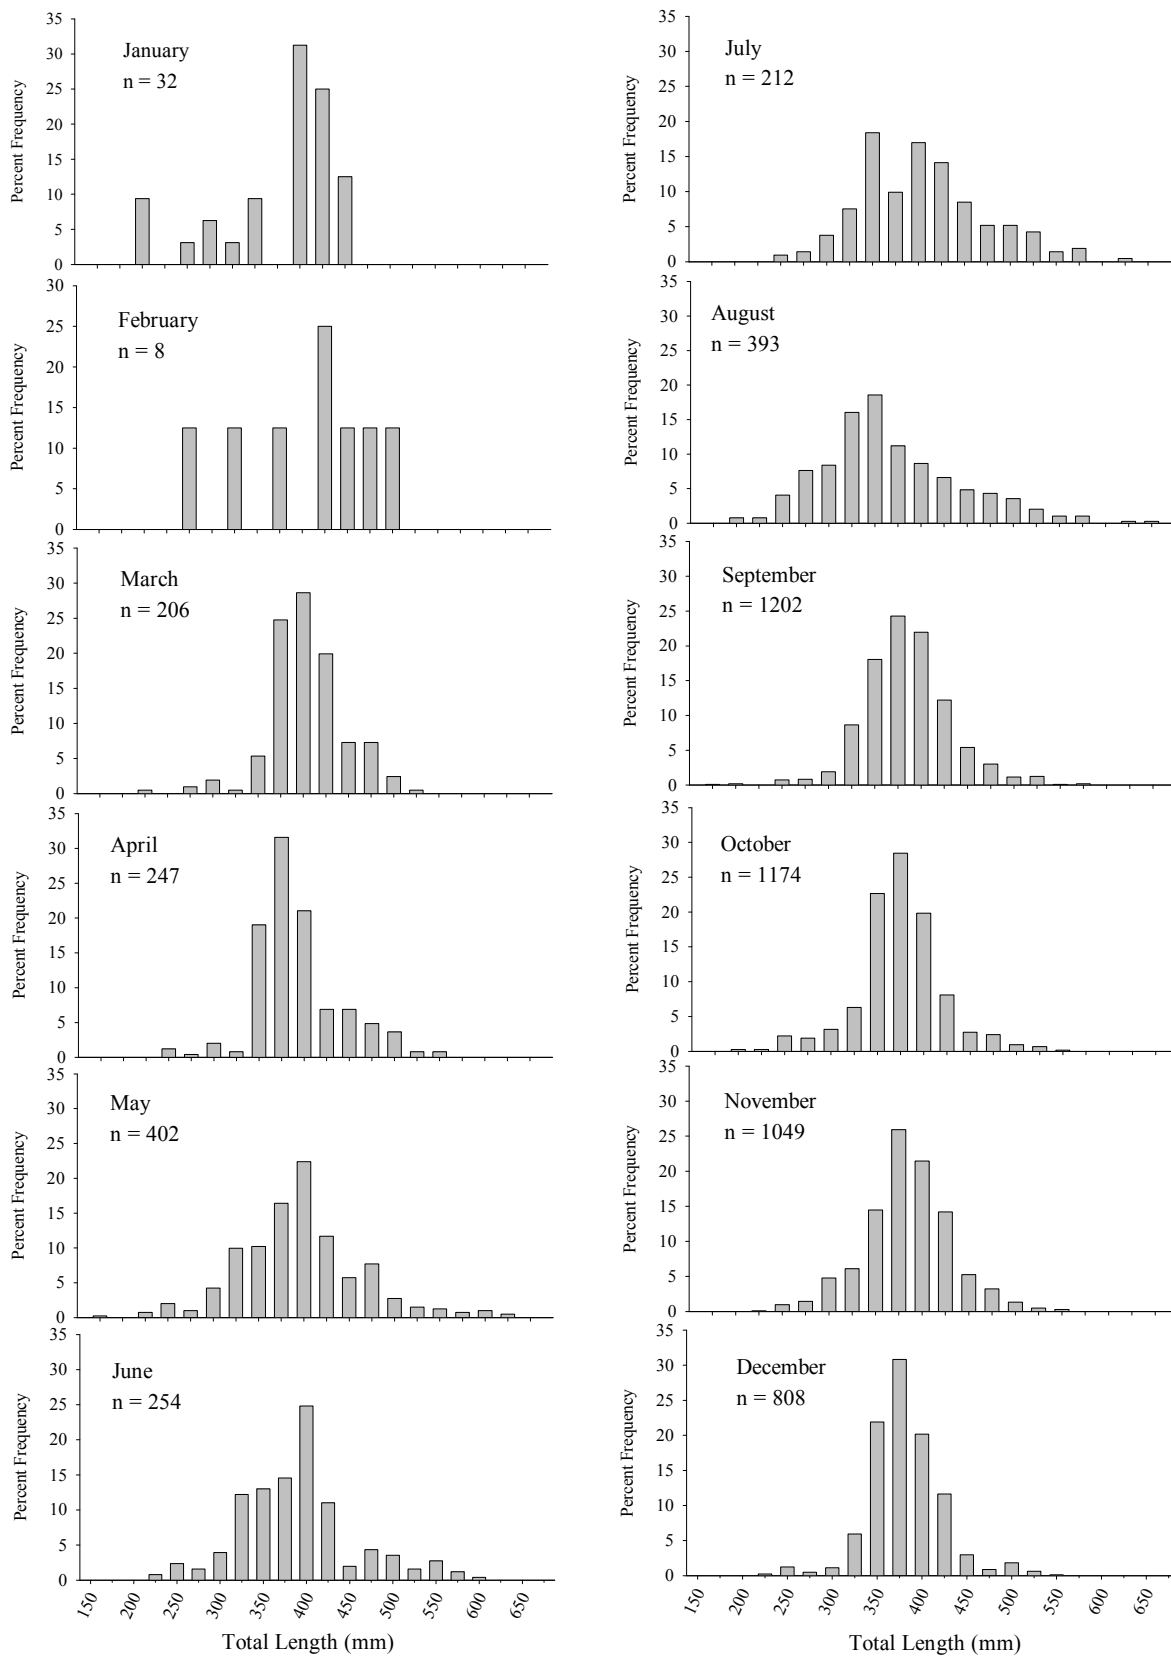 Percent Frequency
35
30
25
20
15
10
5
0
January
n = 32
Percent Frequency
30
25
20
15
10
5
0
February
n = 8
Percent Frequency
35
30
25
20
15
10
5
0
March
n = 206
Percent Frequency
35
30
25
20
15
10
5
0
April
n = 247
Percent Frequency
35
30
25
20
15
10
5
0
May
n = 402
Percent Frequency
35
30
25
20
15
10
5
0
June
n = 254
150 200 300 350 400 450 550 600 650
Total Length (mm)
Percent Frequency
35
30
25
20
15
10
5
0
July
n = 212
Percent Frequency
35
30
25
20
15
10
5
0
August
n = 393
Percent Frequency
35
30
25
20
15
10
5
0
September
n = 1202
Percent Frequency
35
30
25
20
15
10
5
0
October
n = 1174
Percent Frequency
35
30
25
20
15
10
5
0
November
n = 1049
Percent Frequency
35
30
25
20
15
10
5
0
December
n = 808
150 200 300 350 400 450 550 600 650
Total Length (mm)